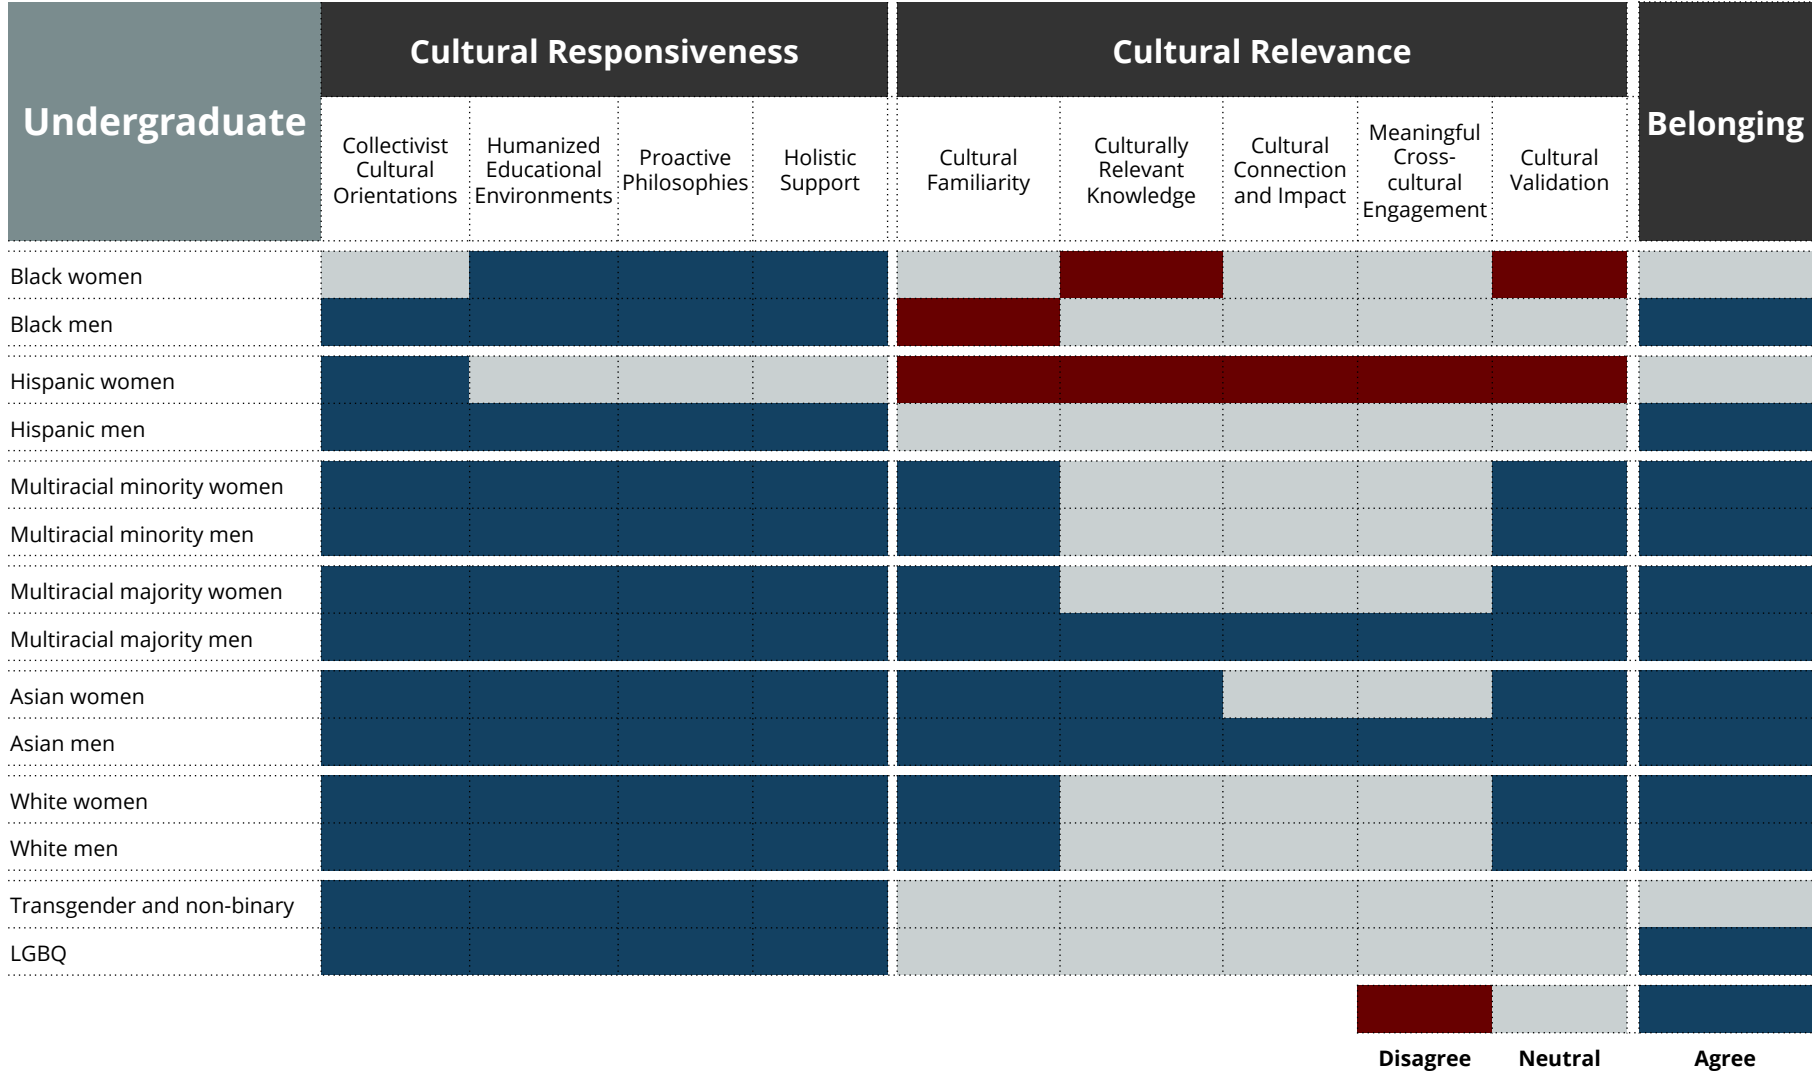 Undergraduate
Cultural Responsiveness
Cultural Relevance
Belonging
Collectivist
Cultural
Orientations
Humanized
Educational
Environments
Proactive
Philosophies
Holistic
Support
Cultural
Familiarity
Culturally
Relevant
Knowledge
Cultural
Connection
and Impact
Meaningful
Cross-
cultural
Engagement
Cultural
Validation
Black women
Black men
Hispanic women
Hispanic men
Multiracial minority women
Multiracial minority men
Multiracial majority women
Multiracial majority men
Asian women
Asian men
White women
White men
Transgender and non-binary
LGBQ
Disagree
Neutral
Agree